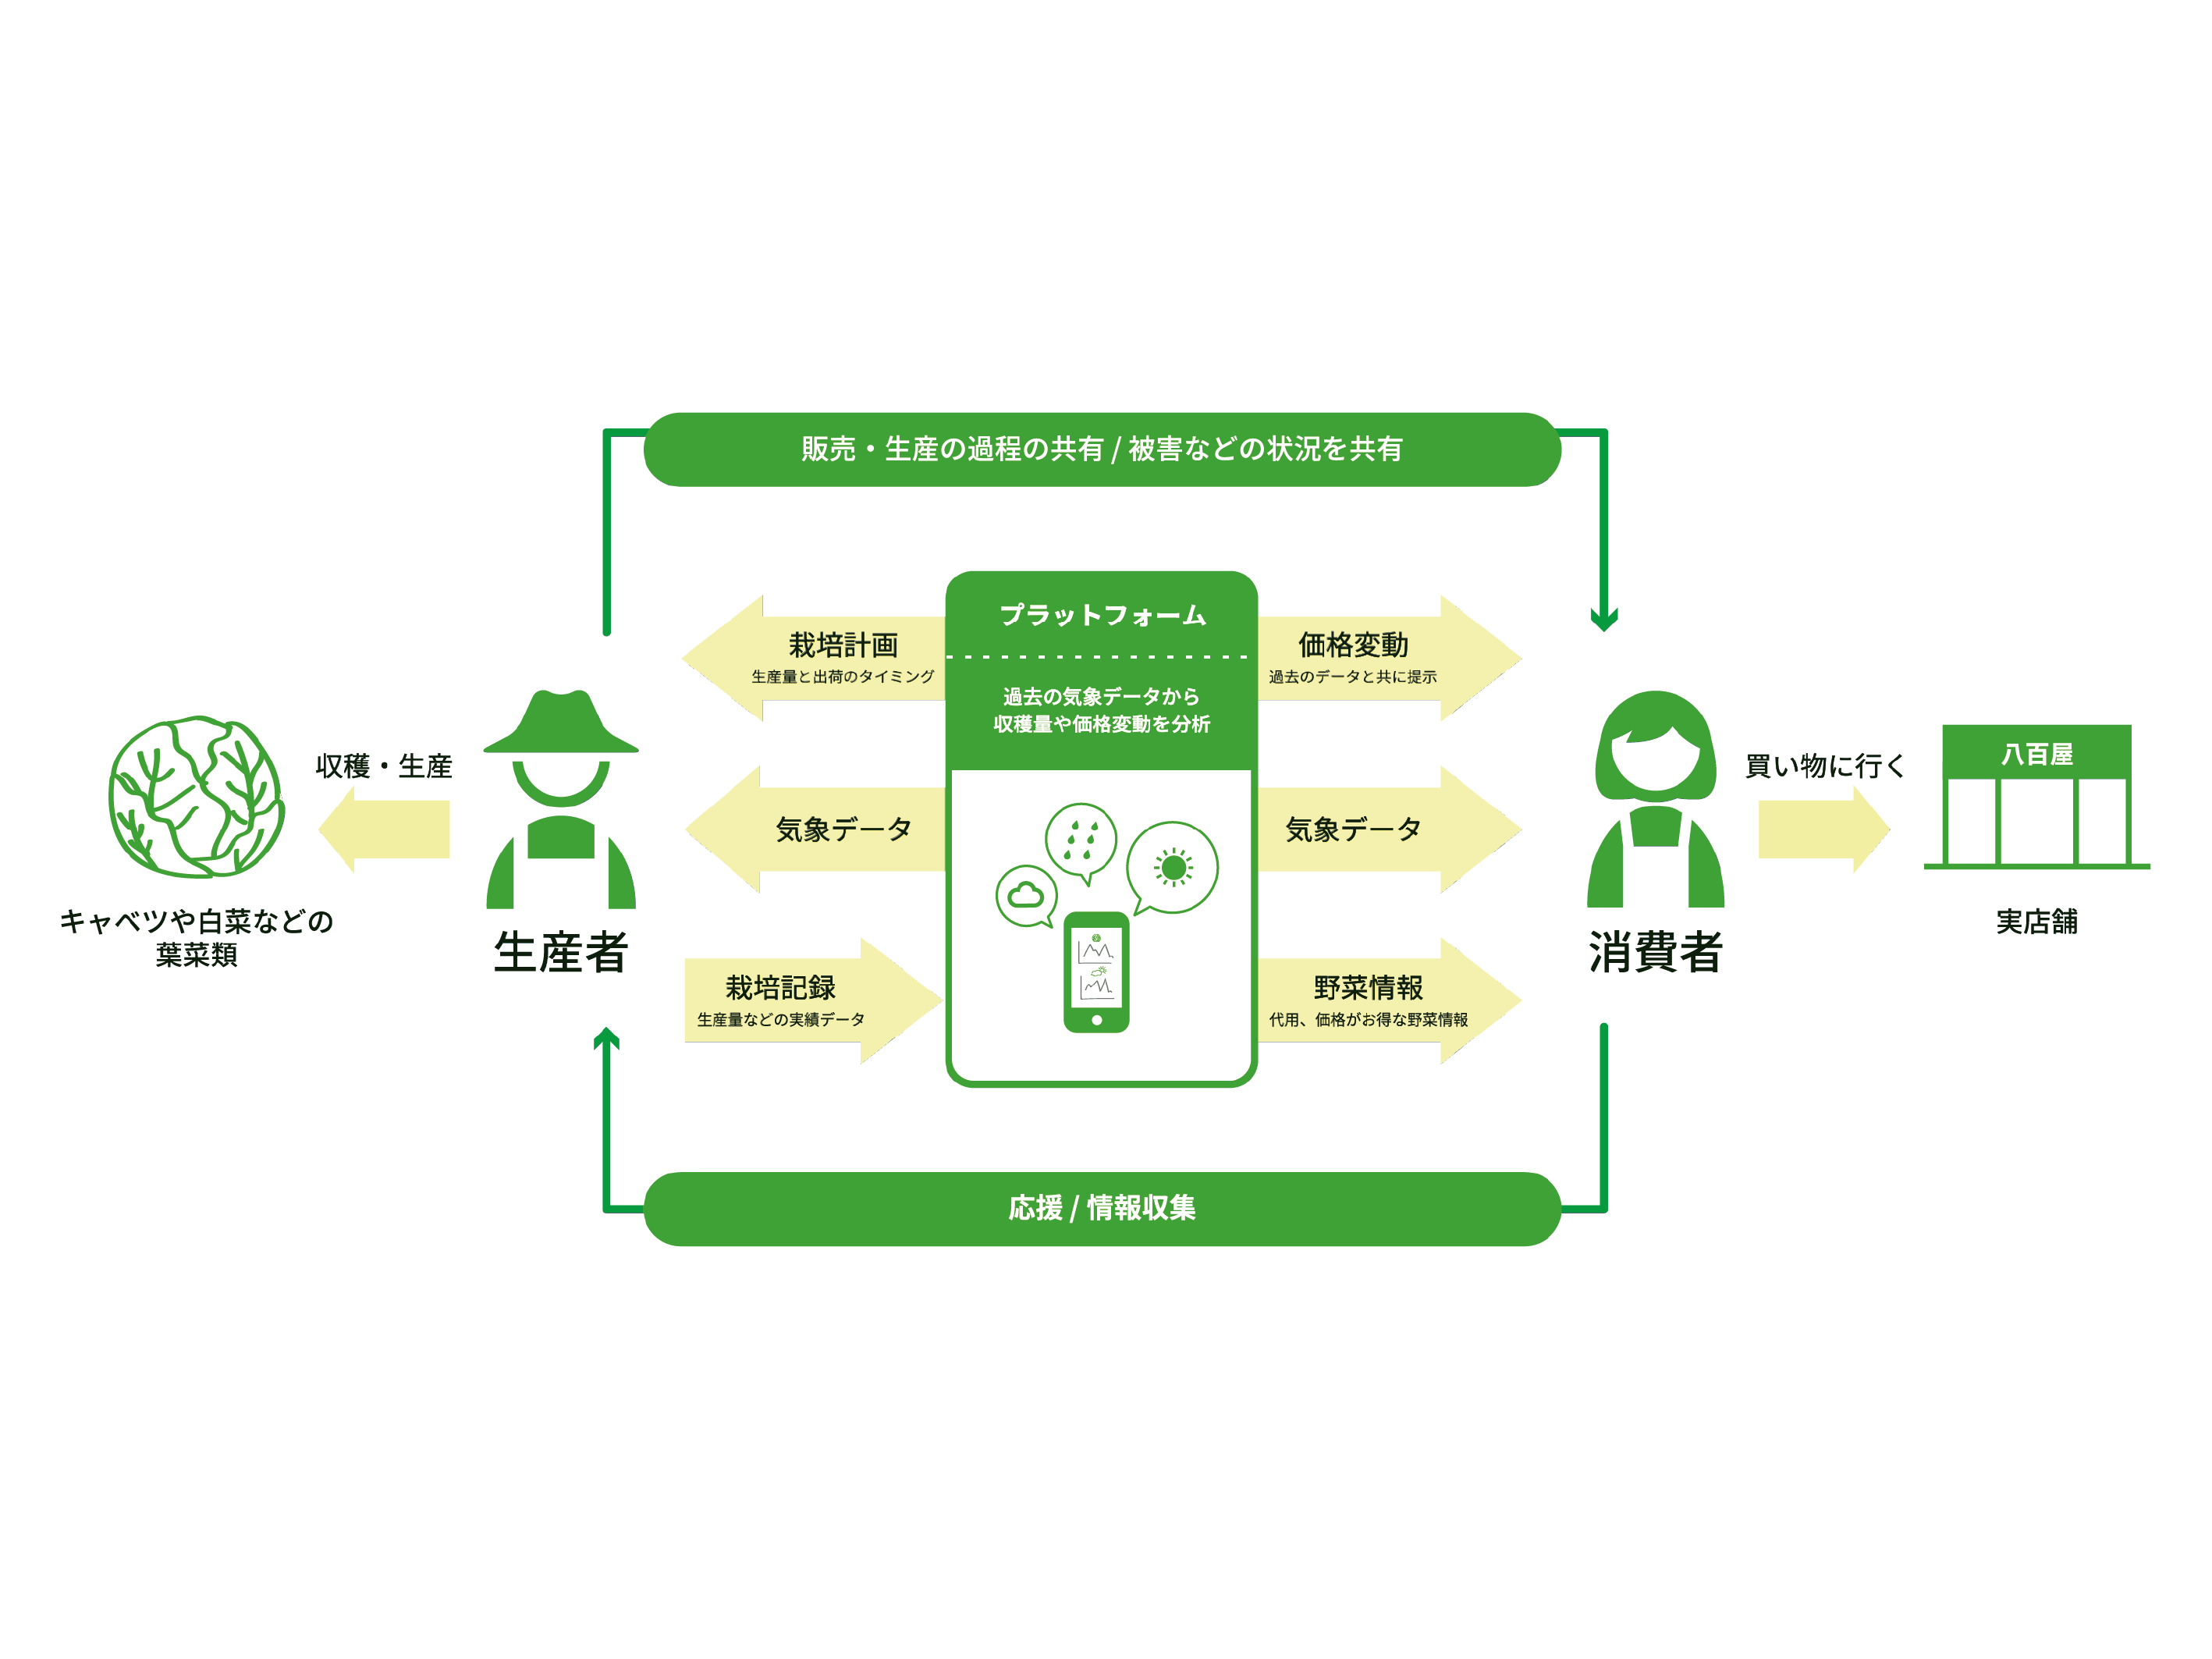 販売・生産の過程の共有 / 被害などの状況を共有
プラットフォーム
過去の気象データから
収穫量や価格変動を分析
栽培計画
生産量と出荷のタイミング
気象データ
栽培記録
生産量などの実績データ
価格変動
過去のデータと共に提示
気象データ
野菜情報
代用、価格がお得な野菜情報
収穫・生産
キャベツや白菜などの
葉菜類
生産者
消費者
買い物に行く
八百屋
実店舗
応援 / 情報収集